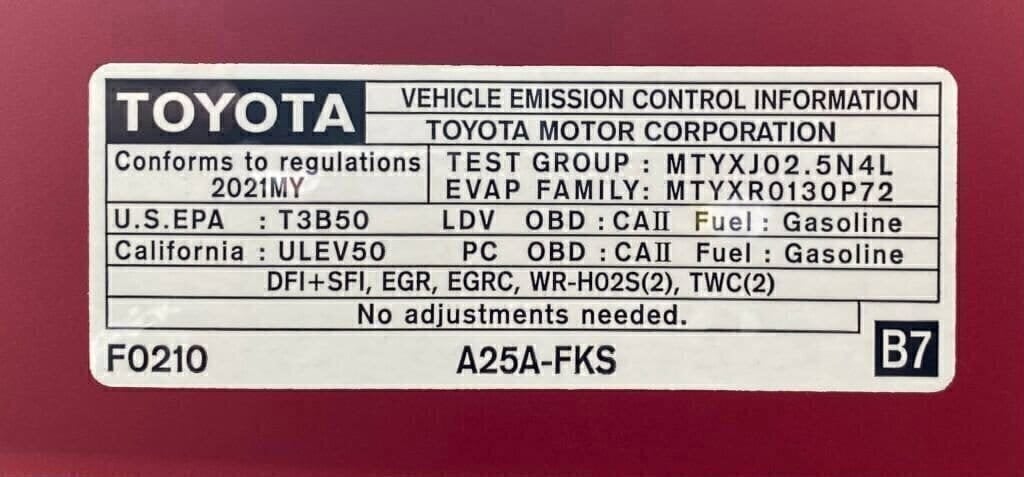 TOYOTA VEHICLE EMISSION CONTROL INFORMATION
TOYOTA MOTOR CORPORATION
Conforms to regulations TEST GROUP : MTYXJ02.5N4L
2021MY EVAP FAMILY: MTYXR0130P72
U.S.EPA : T3B50 LDV OBD : CAII Fuel : Gasoline
California : ULEV50 PC OBD : CAII Fuel : Gasoline
DFI+SFI, EGR, EGRC, WR-HO2S(2), TWC(2)
No adjustments needed.
F0210 A25A-FKS B7